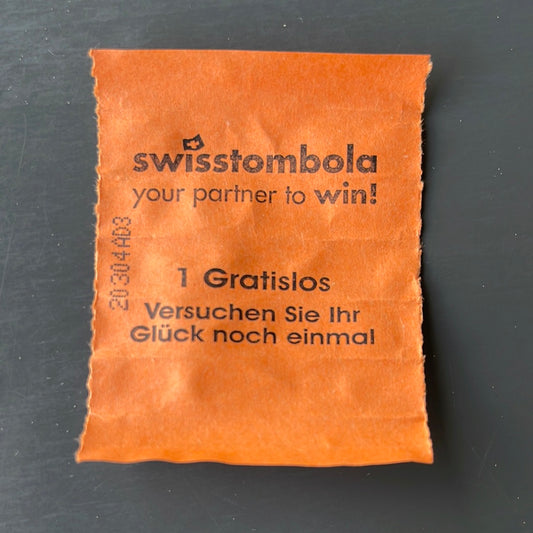 swisstombola
your partner to win!
20304AD3
1 Gratislos
Versuchen Sie Ihr
Glück noch einmal